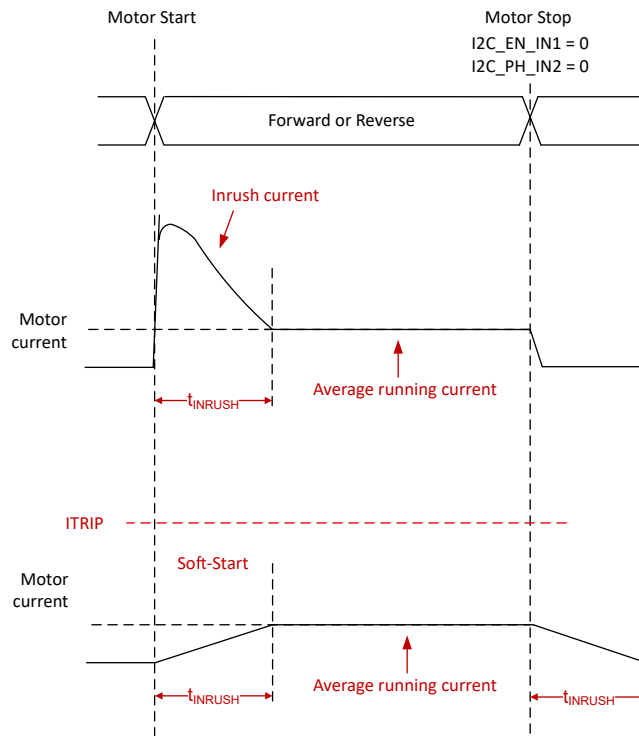 Motor Start
Motor Stop
I2C_EN_IN1 = 0
I2C_PH_IN2 = 0
Forward or Reverse
Inrush current
Motor
current
Average running current
tINRUSH
ITRIP
Soft-Start
Motor
current
Average running current
tINRUSH
tINRUSH